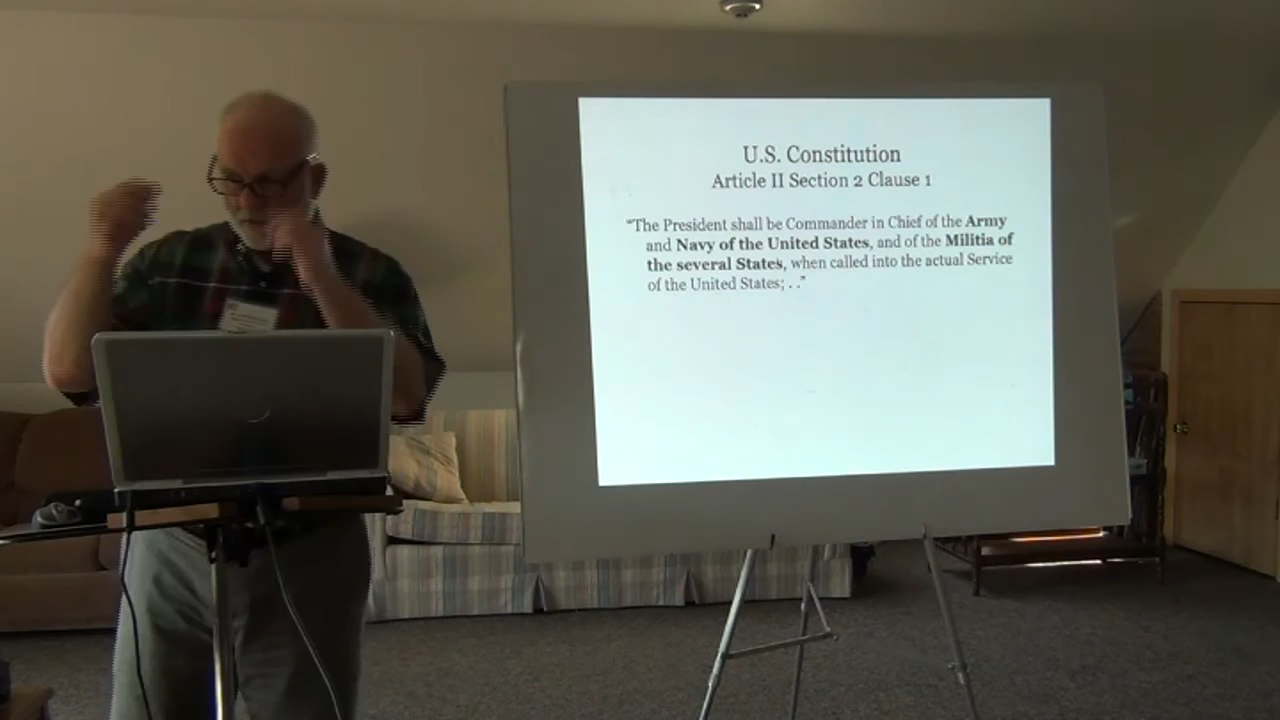 U.S. Constitution
Article II Section 2 Clause 1
“The President shall be Commander in Chief of the Army
and Navy of the United States, and of the Militia of
the several States, when called into the actual Service
of the United States; . .”